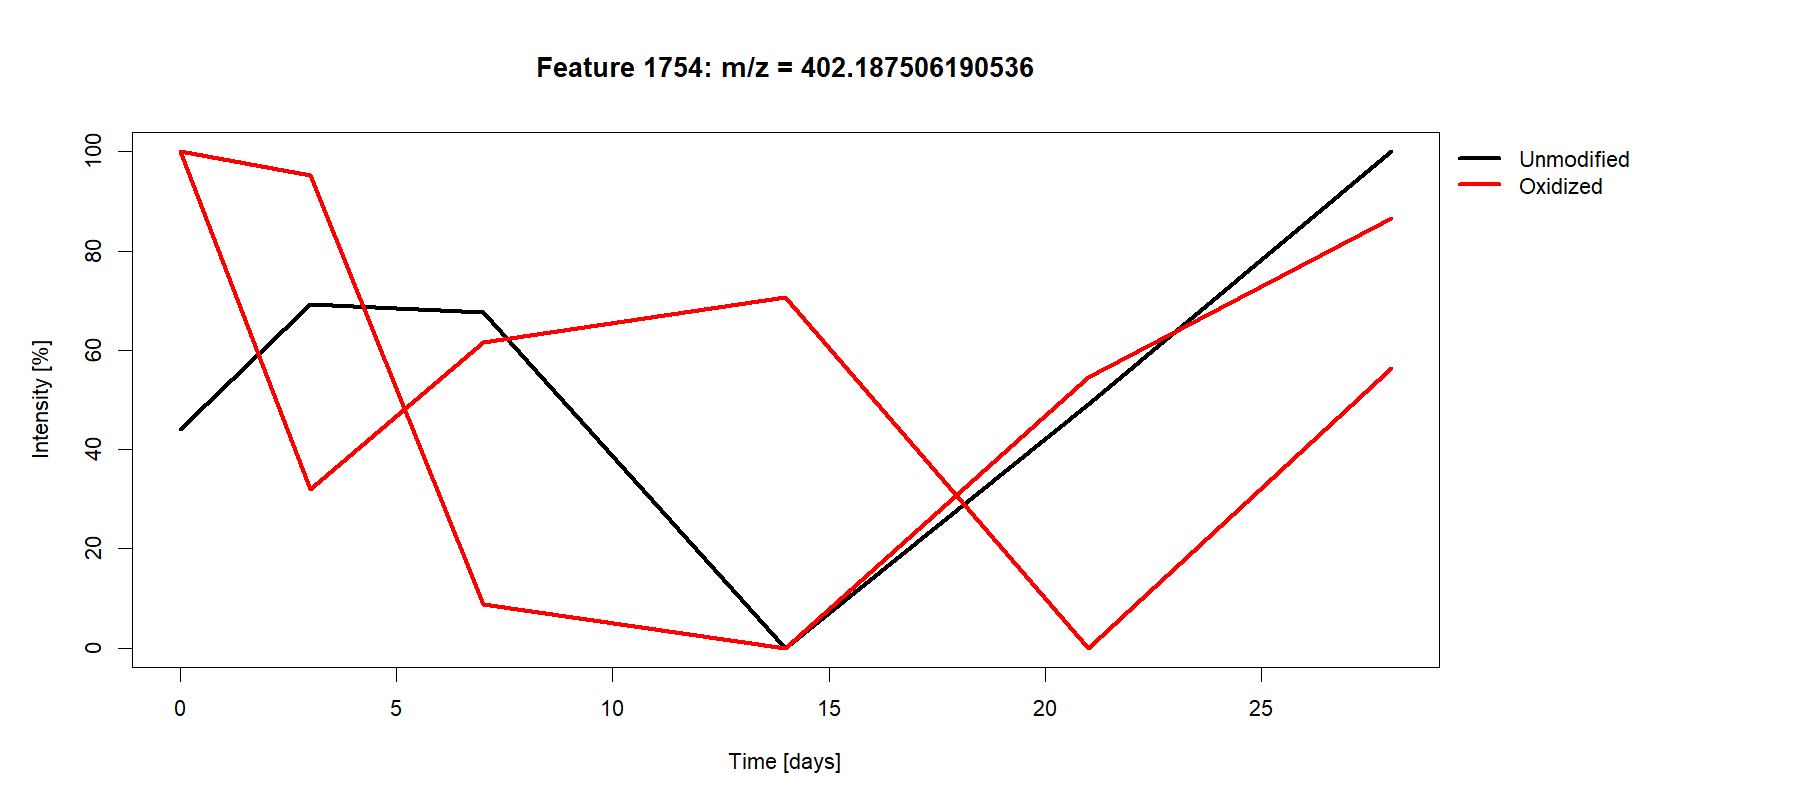 Feature 1754: m/z = 402.187506190536
Unmodified
Oxidized
Intensity [%]
100
80
60
40
20
0
0 5 10 15 20 25
Time [days]